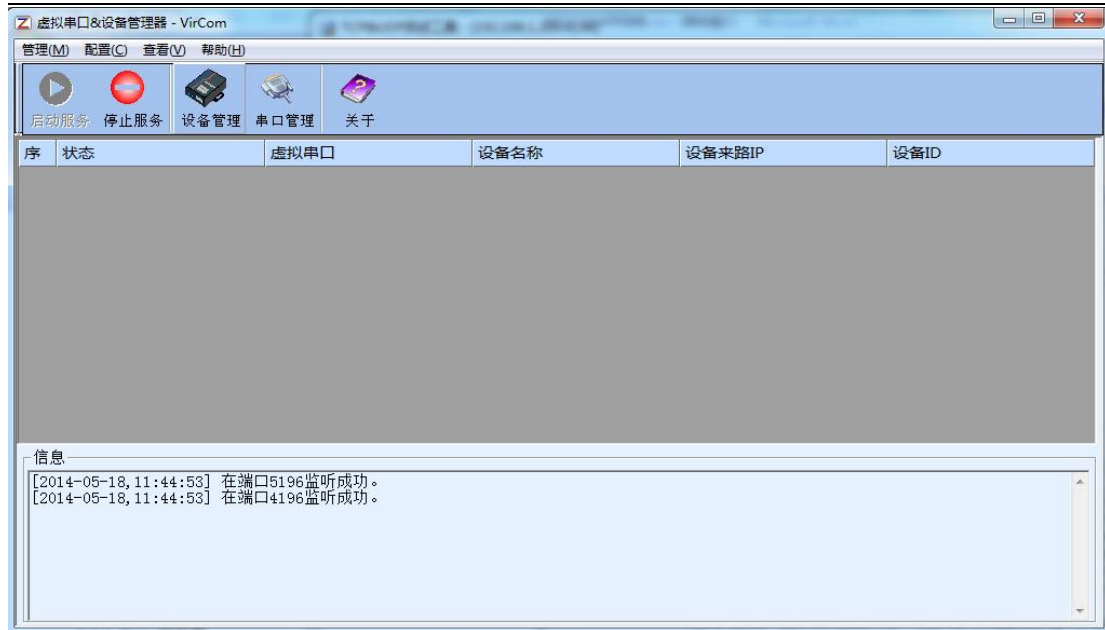 虚拟串口&设备管理器 - VirCom
管理(M) 配置(C) 查看(V) 帮助(H)
启动服务 停止服务 设备管理 串口管理 关于
序 状态 虚拟串口 设备名称 设备来路IP 设备ID
信息
[2014-05-18,11:44:53] 在端口5196监听成功。
[2014-05-18,11:44:53] 在端口4196监听成功。